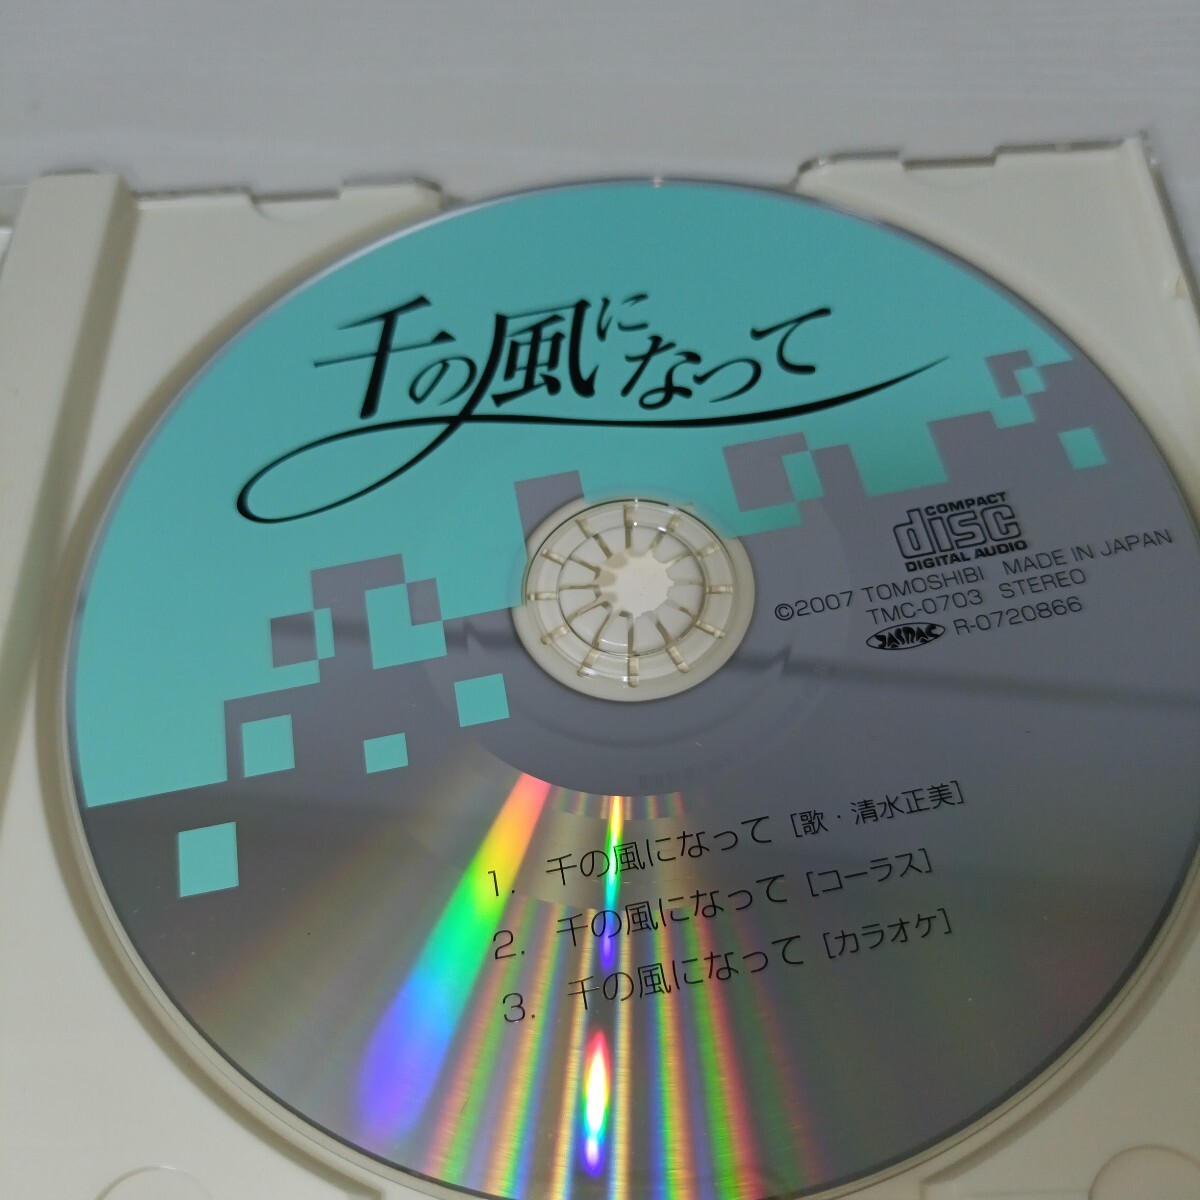 千の風になって
COMPACT
disc
DIGITAL AUDIO
©2007 TOMOSHIBI MADE IN JAPAN
TMC-0703 STEREO
JASRAC R-0720866
1. 千の風になって [歌・清水正美]
2. 千の風になって [コーラス]
3. 千の風になって [カラオケ]